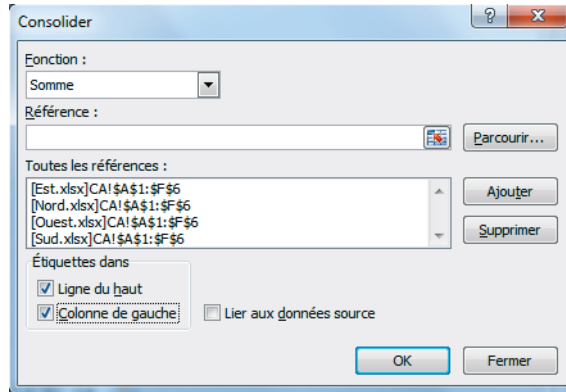 Consolider
Fonction :
Somme
Référence :
Parcourir...
Toutes les références :
[Est.xlsx]CA!$A$1:$F$6
[Nord.xlsx]CA!$A$1:$F$6
[Ouest.xlsx]CA!$A$1:$F$6
[Sud.xlsx]CA!$A$1:$F$6
Ajouter
Supprimer
Étiquettes dans
Ligne du haut
Colonne de gauche
Lier aux données source
OK
Fermer